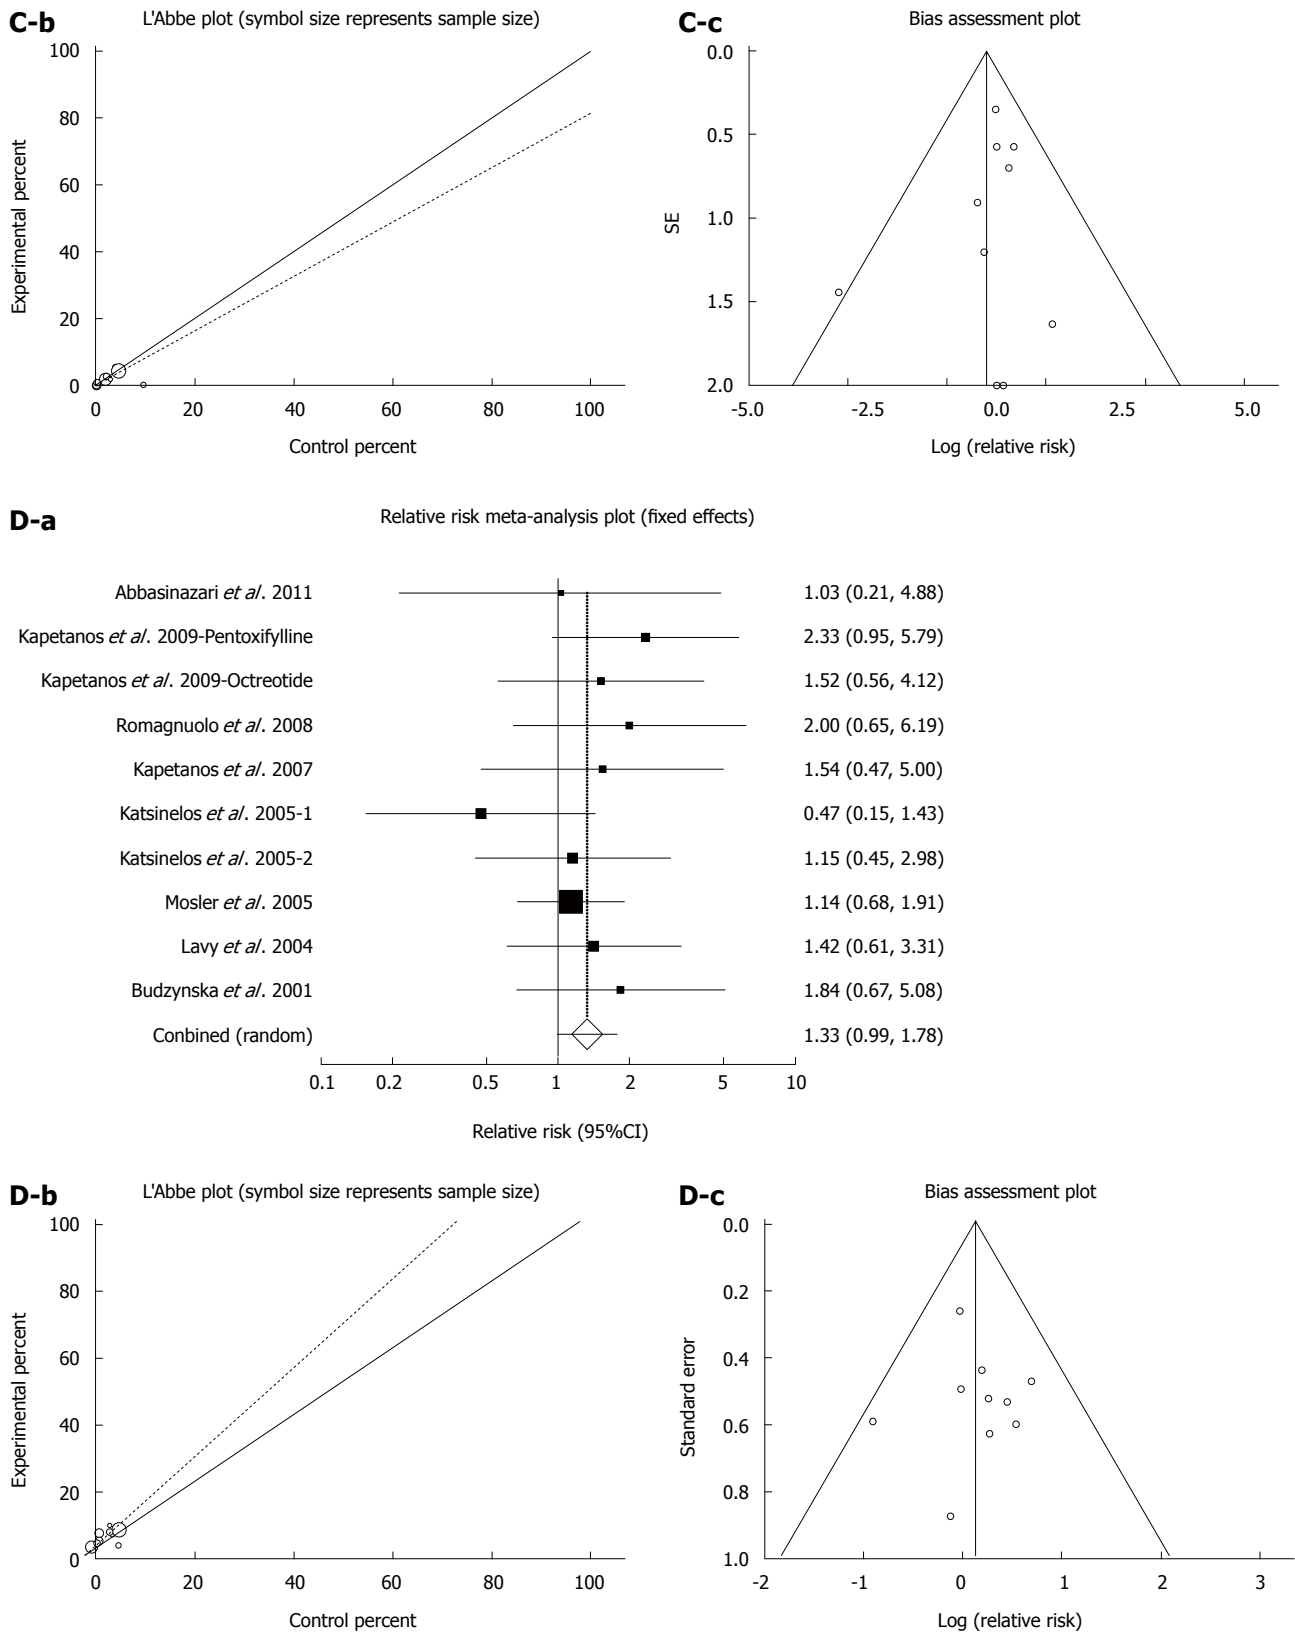 C-b
L'Abbe plot (symbol size represents sample size)
100
80
60
40
20
0
Experimental percent
0 20 40 60 80 100
Control percent
C-c
Bias assessment plot
0.0
0.5
1.0
1.5
2.0
SE
-5.0 -2.5 0.0 2.5 5.0
Log (relative risk)
D-a
Relative risk meta-analysis plot (fixed effects)
Abbasinazari et al. 2011 1.03 (0.21, 4.88)
Kapetanos et al. 2009-Pentoxifylline 2.33 (0.95, 5.79)
Kapetanos et al. 2009-Octreotide 1.52 (0.56, 4.12)
Romagnuolo et al. 2008 2.00 (0.65, 6.19)
Kapetanos et al. 2007 1.54 (0.47, 5.00)
Katsinelos et al. 2005-1 0.47 (0.15, 1.43)
Katsinelos et al. 2005-2 1.15 (0.45, 2.98)
Mosler et al. 2005 1.14 (0.68, 1.91)
Lavy et al. 2004 1.42 (0.61, 3.31)
Budzynska et al. 2001 1.84 (0.67, 5.08)
Conbined (random) 1.33 (0.99, 1.78)
0.1 0.2 0.5 1 2 5 10
Relative risk (95%CI)
D-b
L'Abbe plot (symbol size represents sample size)
100
80
60
40
20
0
Experimental percent
0 20 40 60 80 100
Control percent
D-c
Bias assessment plot
0.0
0.2
0.4
0.6
0.8
1.0
Standard error
-2 -1 0 1 2 3
Log (relative risk)